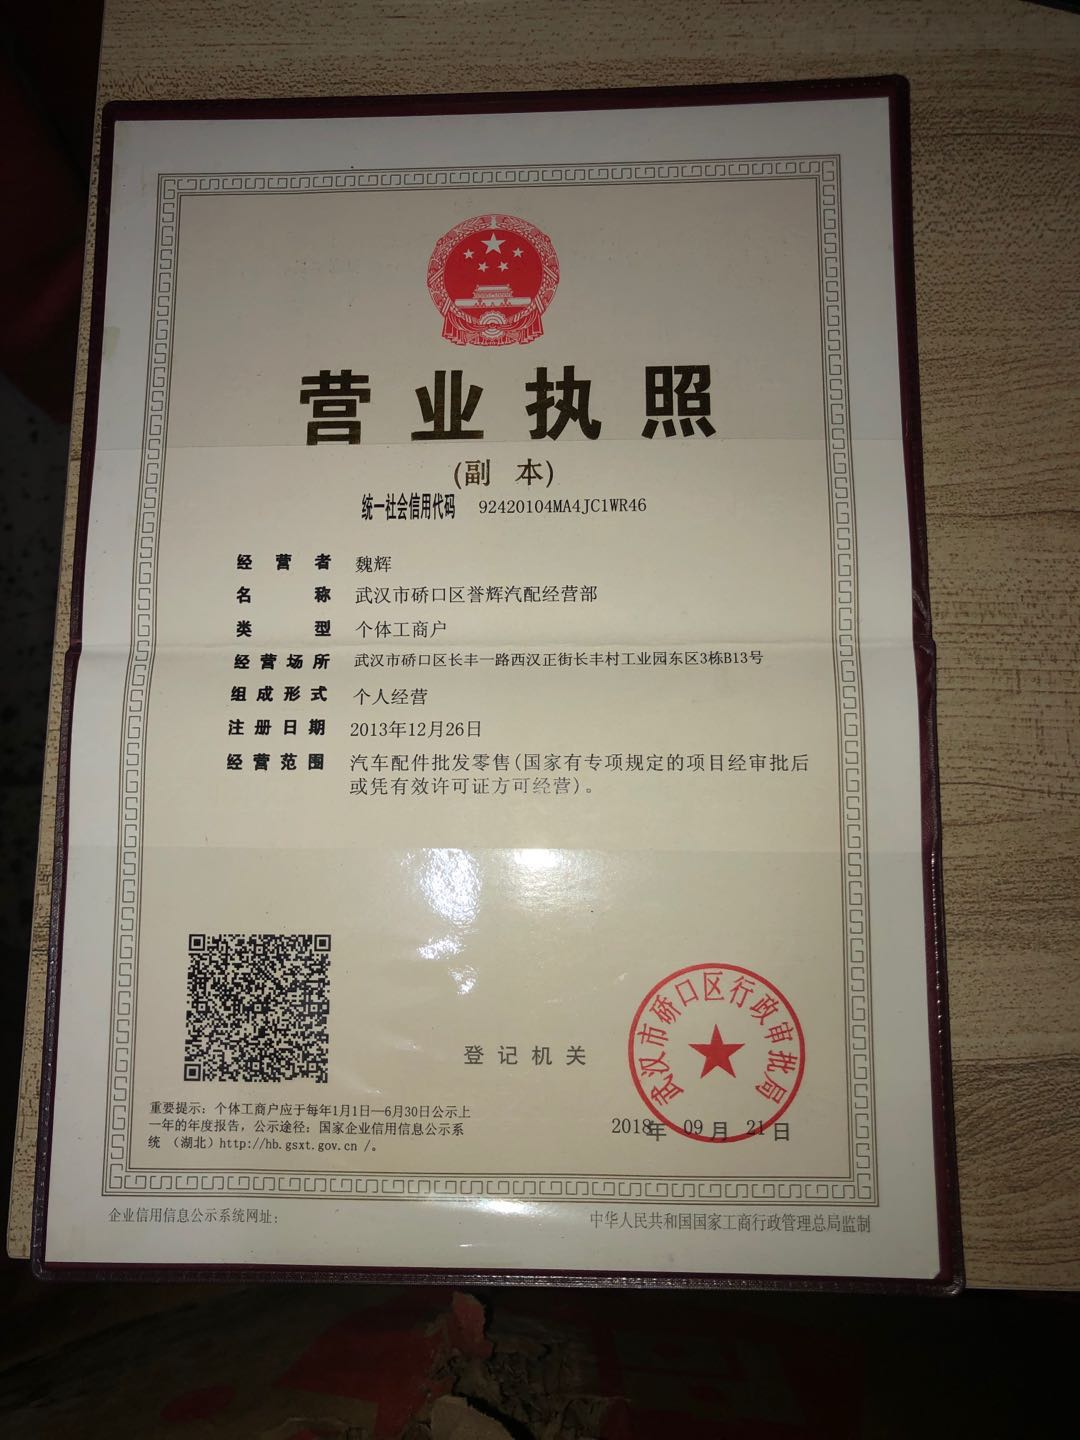 营业执照
(副 本)
统一社会信用代码 92420104MA4JC1WR46
经营者 魏辉
名称 武汉市硚口区誉辉汽配经营部
类型 个体工商户
经营场所 武汉市硚口区长丰一路西汉正街长丰村工业园东区3栋B13号
组成形式 个人经营
注册日期 2013年12月26日
经营范围 汽车配件批发零售(国家有专项规定的项目经审批后
或凭有效许可证方可经营)。
武汉市硚口区行政审批局
登记机关
2018年 09月 21日
重要提示：个体工商户应于每年1月1日—6月30日公示上
一年的年度报告，公示途径：国家企业信用信息公示系
统 （湖北）http://hb.gsxt.gov.cn /。
企业信用信息公示系统网址：
中华人民共和国国家工商行政管理总局监制